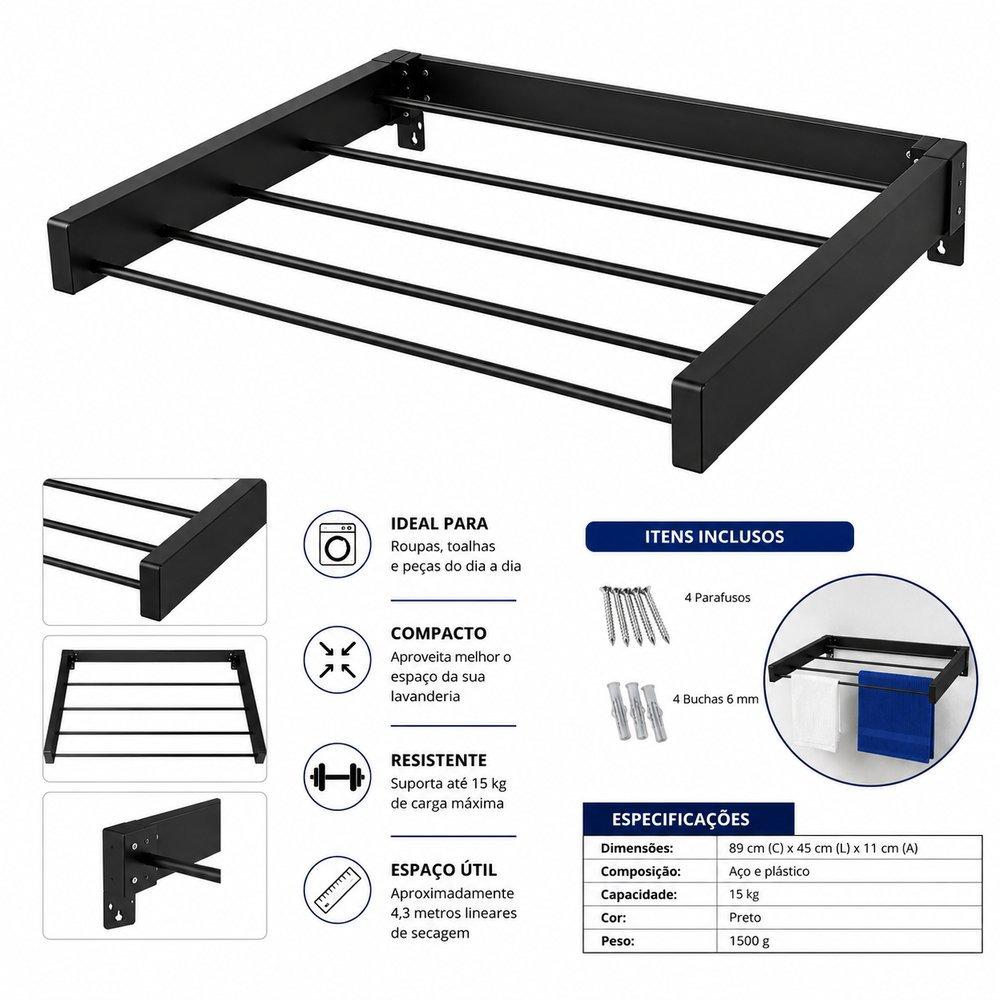 IDEAL PARA
Roupas, toalhas
e peças do dia a dia
COMPACTO
Aproveita melhor o
espaço da sua
lavanderia
RESISTENTE
Suporta até 15 kg
de carga máxima
ESPAÇO ÚTIL
Aproximadamente
4,3 metros lineares
de secagem
ITENS INCLUSOS
4 Parafusos
4 Buchas 6 mm
ESPECIFICAÇÕES
Dimensões: 89 cm (C) x 45 cm (L) x 11 cm (A)
Composição: Aço e plástico
Capacidade: 15 kg
Cor: Preto
Peso: 1500 g